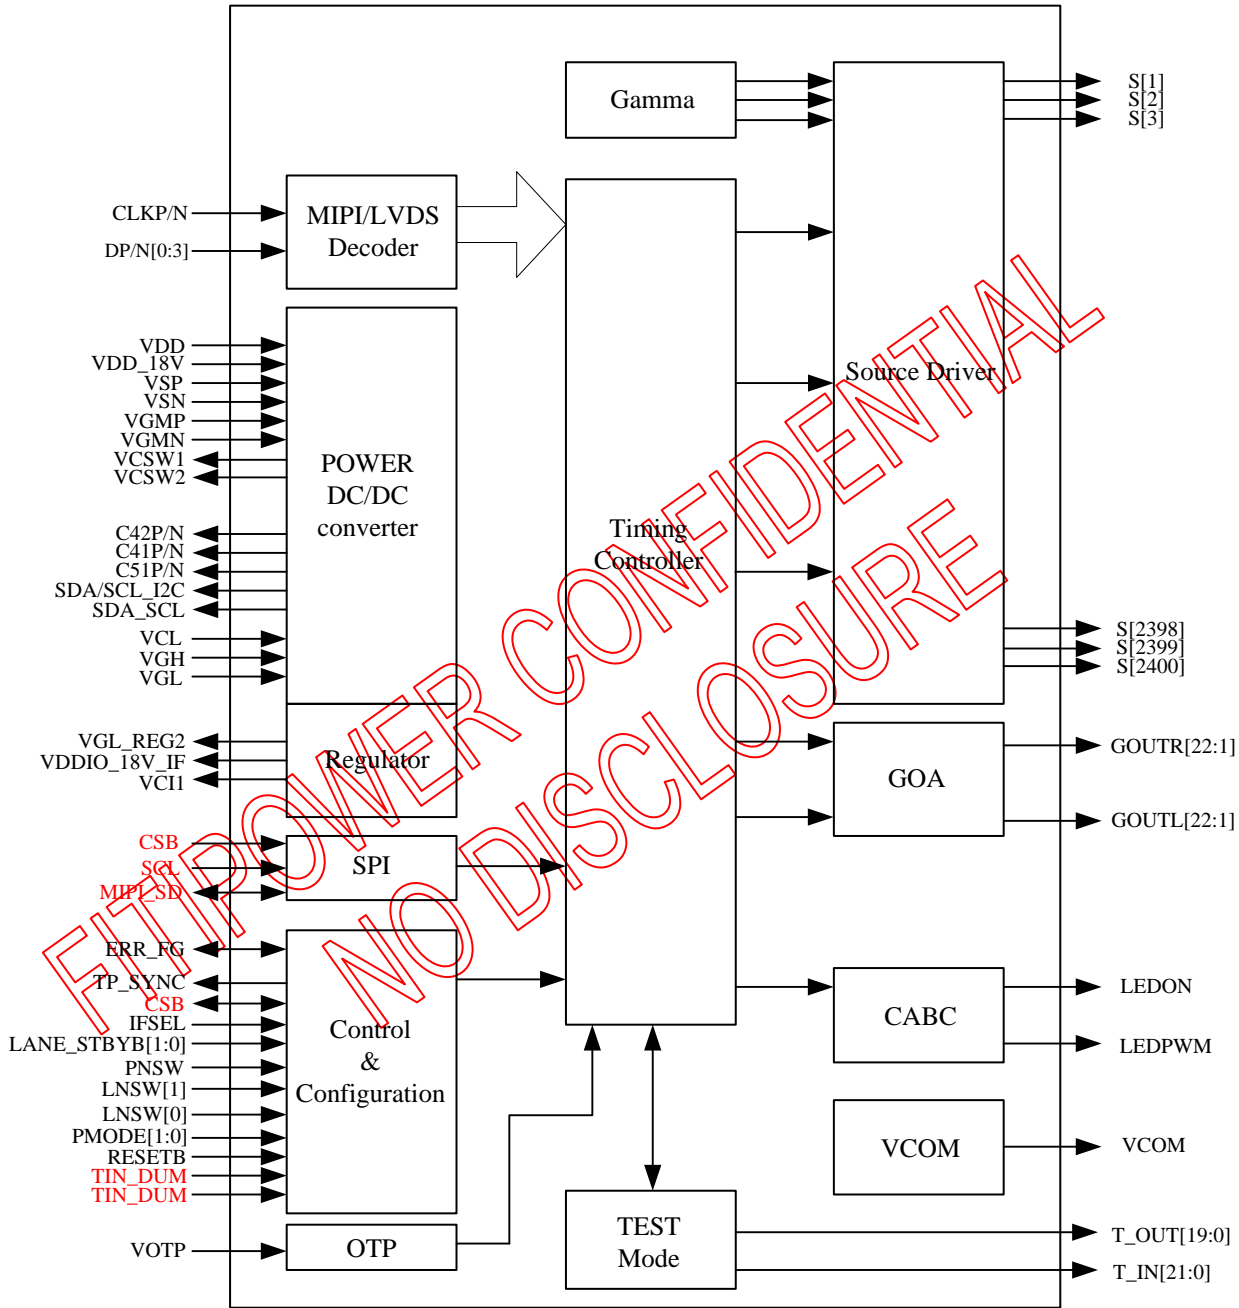 Gamma
S[1]
S[2]
S[3]
CLKP/N
DP/N[0:3]
MIPI/LVDS
Decoder
VDD
VDD_18V
VSP
VSN
VGMP
VGMN
VCSW1
VCSW2
C42P/N
C41P/N
C51P/N
SDA/SCL_I2C
SDA_SCL
VCL
VGH
VGL
POWER
DC/DC
converter
Timing
Controller
Source Driver
S[2398]
S[2399]
S[2400]
VGL_REG2
VDDIO_18V_IF
VCI1
Regulator
GOA
GOUTR[22:1]
GOUTL[22:1]
CSB
SCL
MIPI_SD
SPI
ERR_FG
TP_SYNC
CSB
IFSEL
LANE_STBYB[1:0]
PNSW
LNSW[1]
LNSW[0]
PMODE[1:0]
RESETB
TIN_DUM
TIN_DUM
Control
&
Configuration
CABC
LEDON
LEDPWM
VCOM
VCOM
VOTP
OTP
TEST
Mode
T_OUT[19:0]
T_IN[21:0]
FITIPOWER CONFIDENTIAL
NO DISCLOSURE